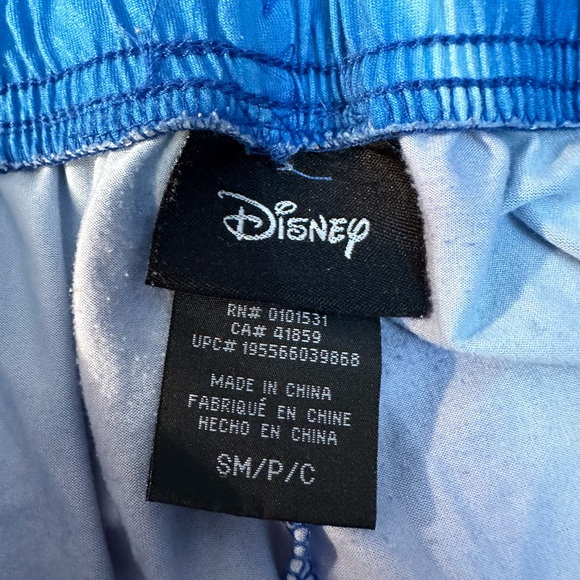 Disney
RN# 0101531
CA# 41859
UPC# 195566039868
MADE IN CHINA
FABRIQUÉ EN CHINE
HECHO EN CHINA
SM/P/C